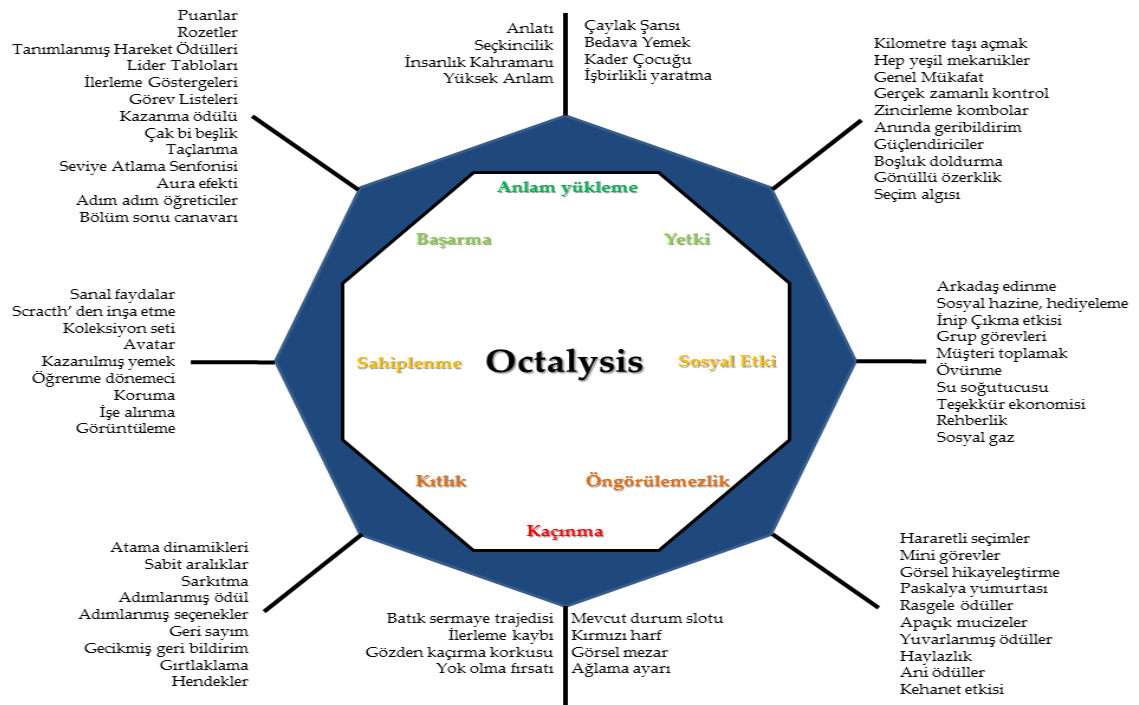 Puanlar
Rozetler
Tanımlanmış Hareket Ödülleri
Lider Tabloları
İlerleme Göstergeleri
Görev Listeleri
Kazanma ödülü
Çak bi beşlik
Taçlanma
Seviye Atlama Senfonisi
Aura efekti
Adım adım öğreticiler
Bölüm sonu canavarı
Anlatı
Seçkincilik
İnsanlık Kahramanı
Yüksek Anlam
Çaylak Şansı
Bedava Yemek
Kader Çocuğu
İşbirlikli yaratma
Kilometre taşı açmak
Hep yeşil mekanikler
Genel Mükafat
Gerçek zamanlı kontrol
Zincirleme kombolar
Anında geribildirim
Güçlendiriciler
Boşluk doldurma
Gönüllü özerklik
Seçim algısı
Anlam yükleme
Başarma
Yetki
Sanal faydalar
Scracth’ den inşa etme
Koleksiyon seti
Avatar
Kazanılmış yemek
Öğrenme dönemeci
Koruma
İşe alınma
Görüntüleme
Sahiplenme
Octalysis
Sosyal Etki
Arkadaş edinme
Sosyal hazine, hediyeleme
İnip Çıkma etkisi
Grup görevleri
Müşteri toplamak
Övünme
Su soğutucusu
Teşekkür ekonomisi
Rehberlik
Sosyal gaz
Kıtlık
Öngörülemezlik
Kaçınma
Atama dinamikleri
Sabit aralıklar
Sarkıtma
Adımlanmış ödül
Adımlanmış seçenekler
Geri sayım
Gecikmiş geri bildirim
Gırtlaklama
Hendekler
Batık sermaye trajedisi
İlerleme kaybı
Gözden kaçırma korkusu
Yok olma fırsatı
Mevcut durum slotu
Kırmızı harf
Görsel mezar
Ağlama ayarı
Hararetli seçimler
Mini görevler
Görsel hikayeleştirme
Paskalya yumurtası
Rasgele ödüller
Apaçık mucizeler
Yuvarlanmış ödüller
Haylazlık
Ani ödüller
Kehanet etkisi